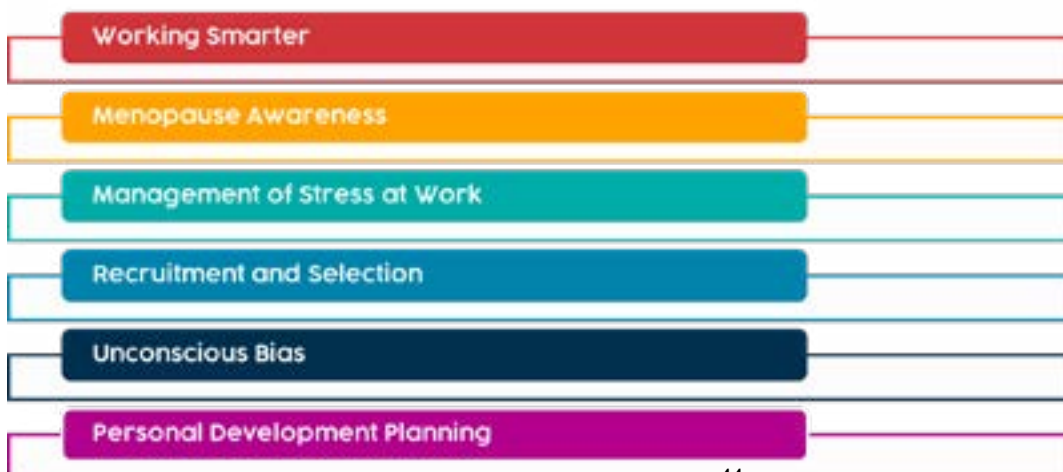 Working Smarter
Menopause Awareness
Management of Stress at Work
Recruitment and Selection
Unconscious Bias
Personal Development Planning